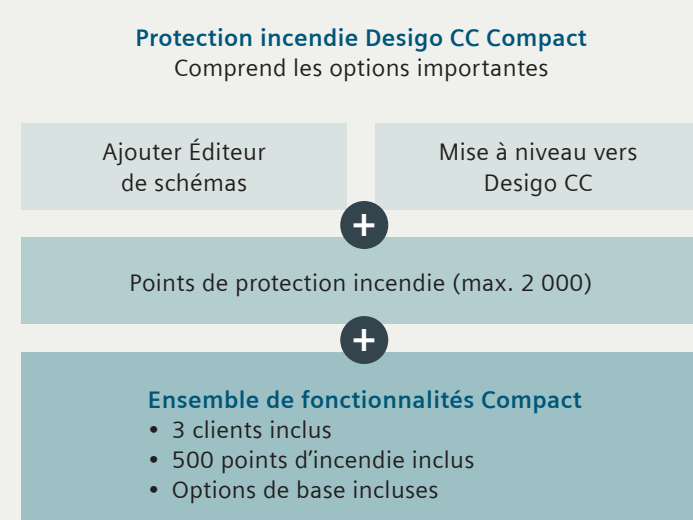 Protection incendie Desigo CC Compact
Comprend les options importantes
Ajouter Éditeur
de schémas
Mise à niveau vers
Desigo CC
+
Points de protection incendie (max. 2 000)
+
Ensemble de fonctionnalités Compact
• 3 clients inclus
• 500 points d’incendie inclus
• Options de base incluses